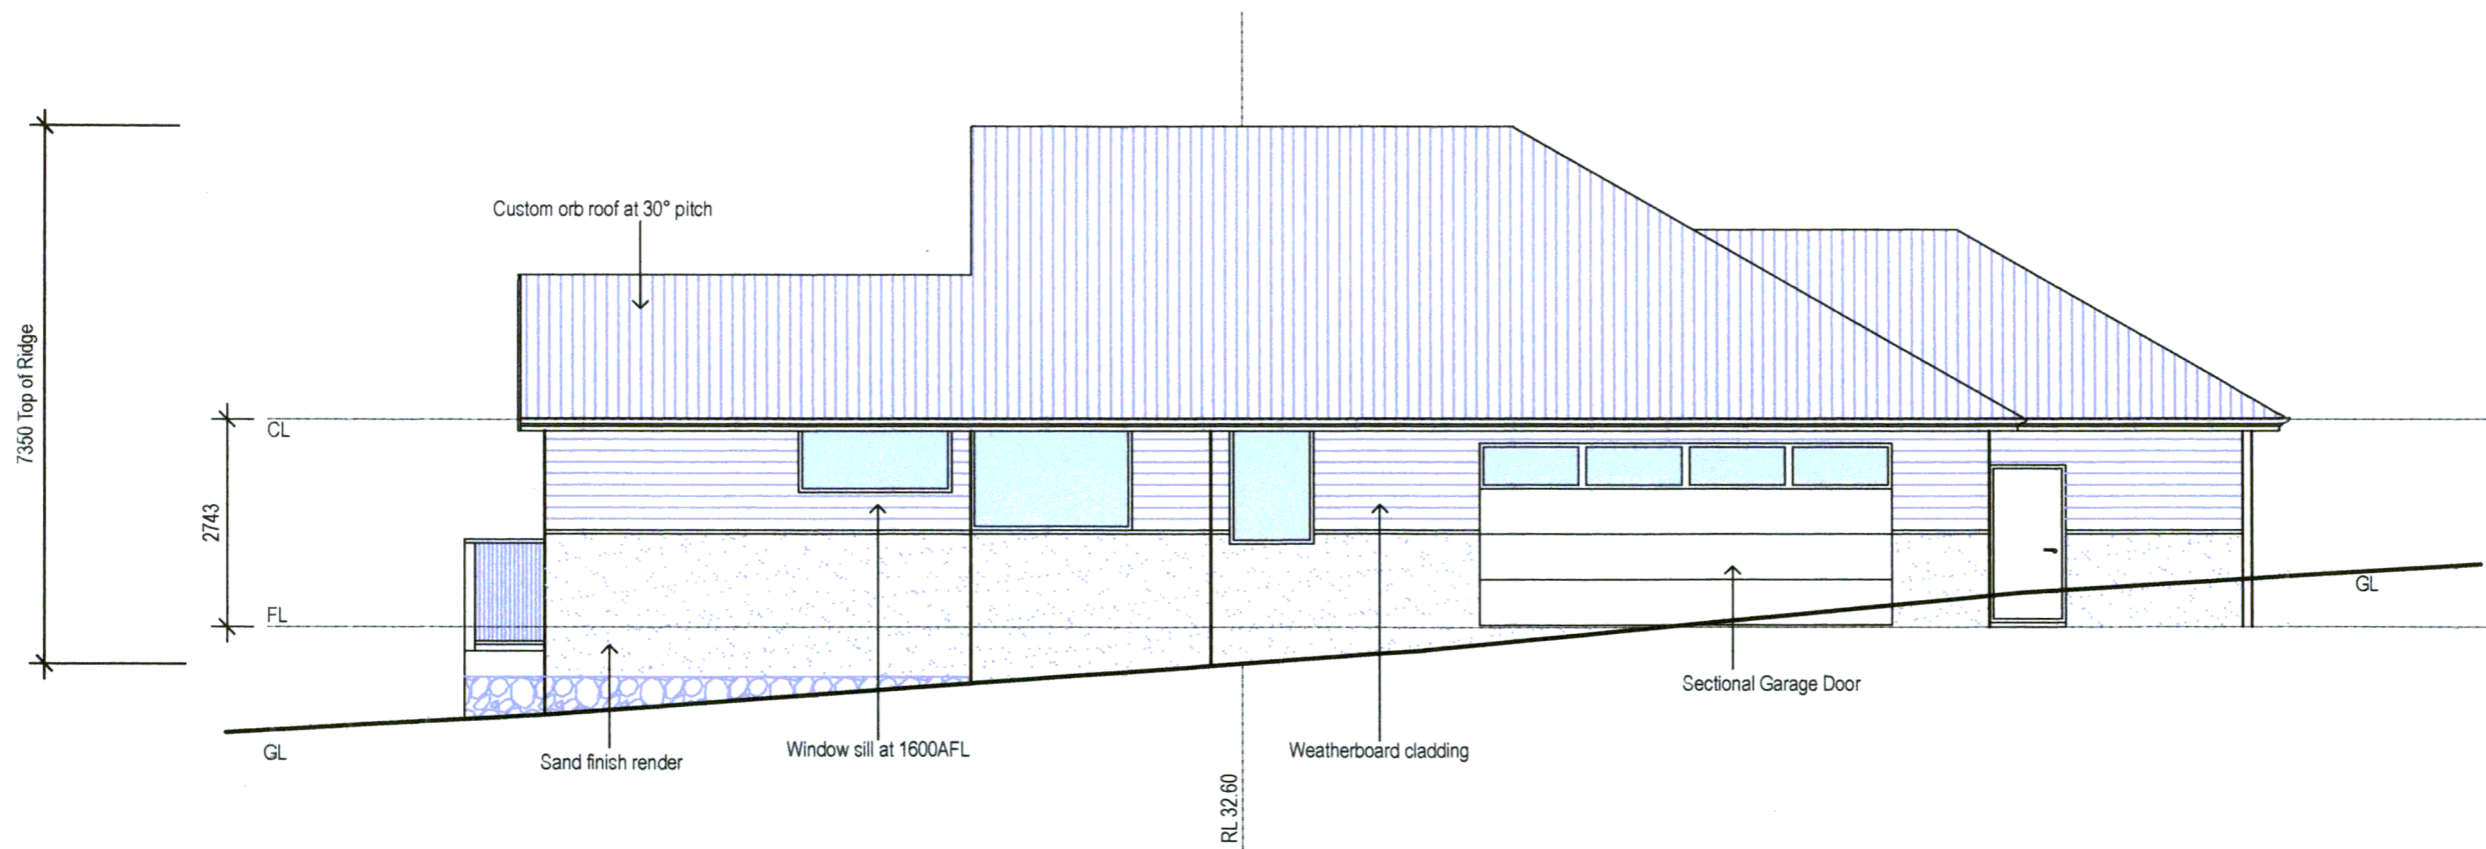 Custom orb roof at 30° pitch
7350 Top of Ridge
CL
2743
FL
GL
GL
Sectional Garage Door
Sand finish render
Window sill at 1600AFL
Weatherboard cladding
RL 32.60